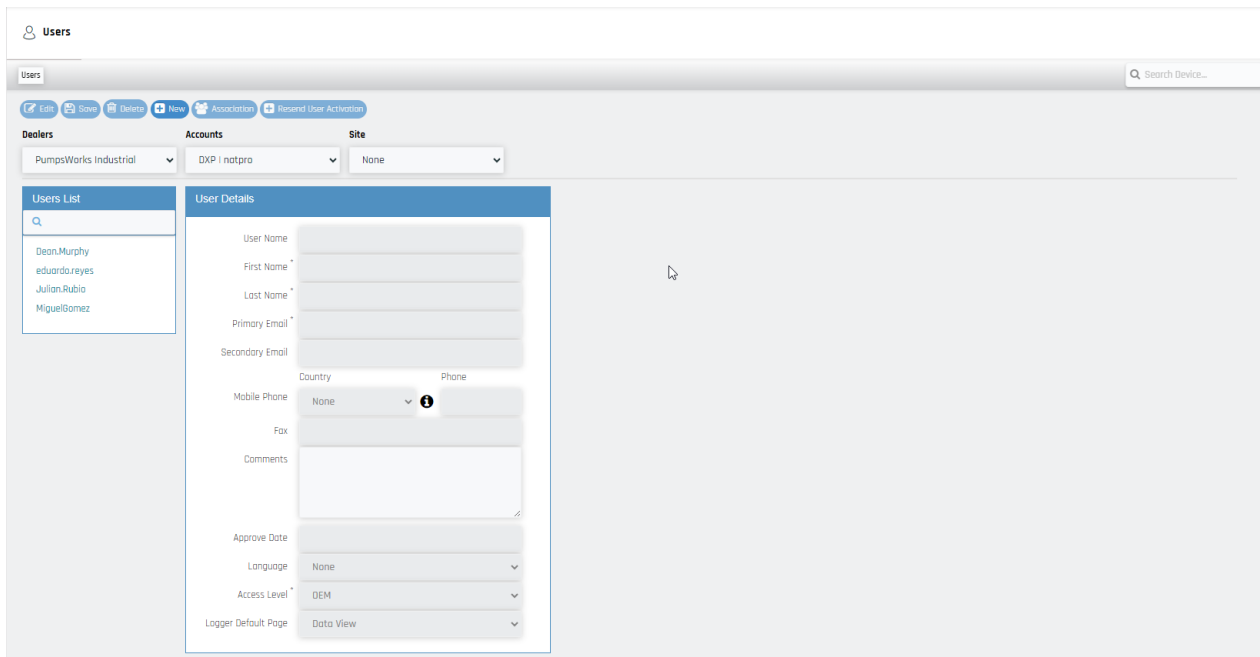 Users
Users
Search Device...
Edit Save Delete New Association Resend User Activation
Dealers Accounts Site
PumpsWorks Industrial DXP | natpro None
Users List
User Details
Dean.Murphy
eduardo.reyes
Julian.Rubio
MiguelGomez
User Name
First Name *
Last Name *
Primary Email *
Secondary Email
Country Phone
Mobile Phone None
Fax
Comments
Approve Date
Language None
Access Level * OEM
Logger Default Page Data View